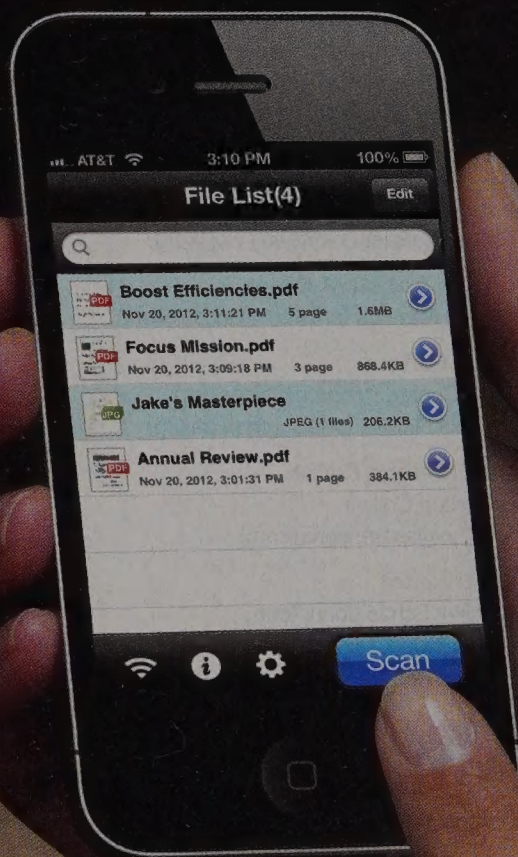 AT&T 3:10 PM 100%
File List(4) Edit
PDF Boost Efficiencies.pdf
Nov 20, 2012, 3:11:21 PM 5 page 1.6MB
PDF Focus Mission.pdf
Nov 20, 2012, 3:09:18 PM 3 page 868.4KB
JPG Jake's Masterpiece
JPEG (1 files) 206.2KB
PDF Annual Review.pdf
Nov 20, 2012, 3:01:31 PM 1 page 384.1KB
Scan